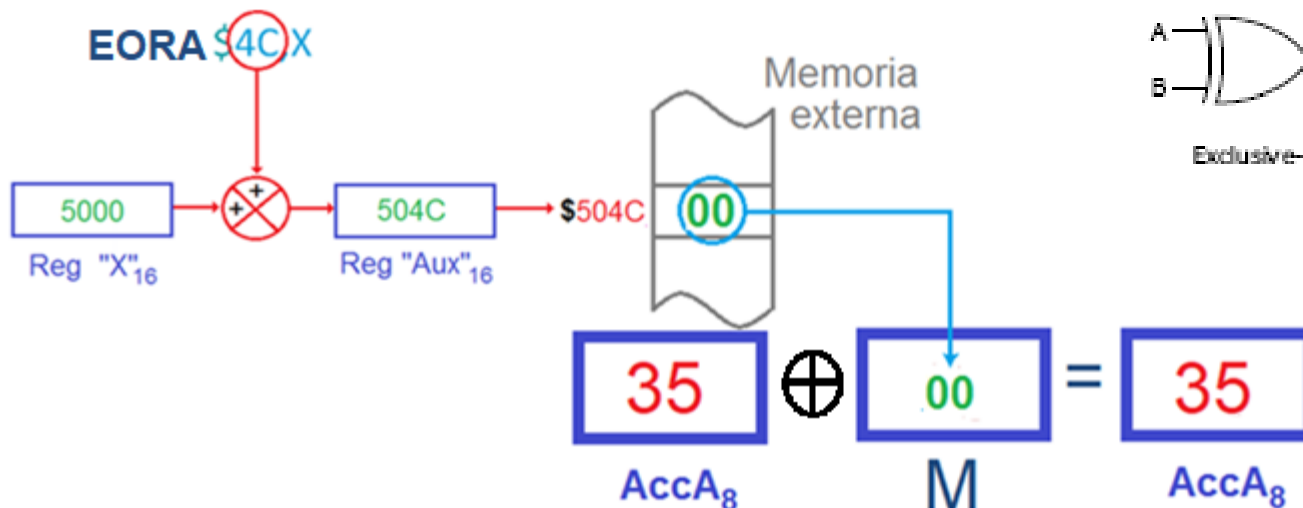 EORA $4C,X
Memoria
externa
A
B
Exclusive-
5000
+
+
504C
$504C
00
Reg "X"16
Reg "Aux"16
35 ⊕ 00 = 35
AccA8
M
AccA8